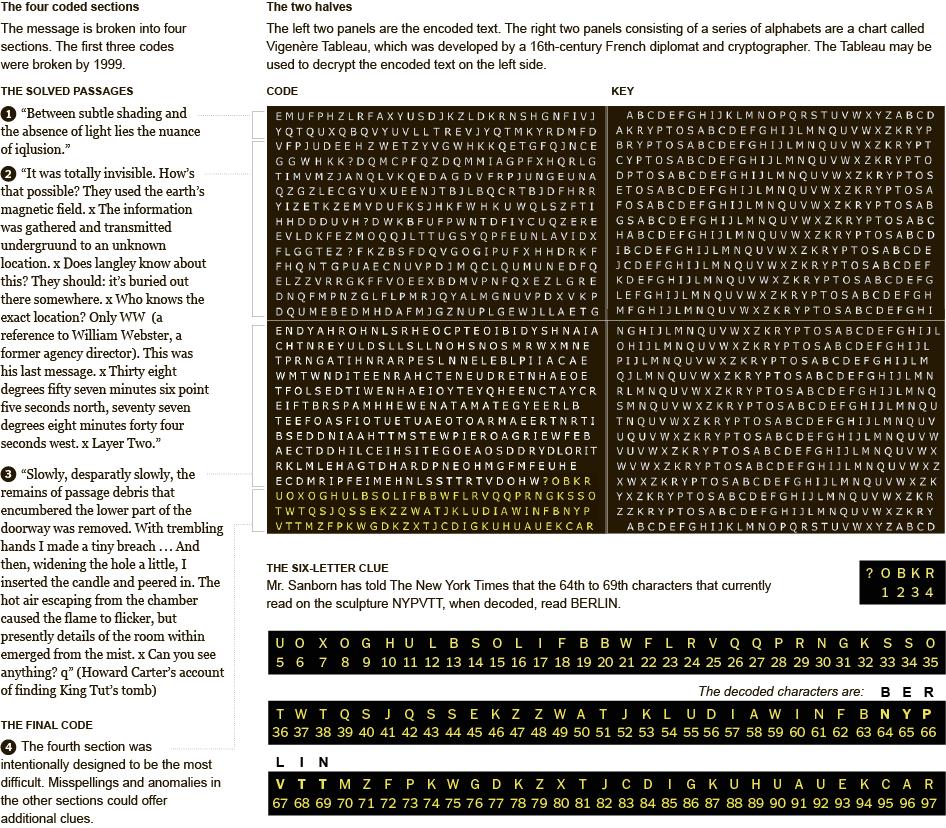 The four coded sections
The message is broken into four
sections. The first three codes
were broken by 1999.
THE SOLVED PASSAGES
1 “Between subtle shading and
the absence of light lies the nuance
of iqlusion.”
2 “It was totally invisible. How’s
that possible? They used the earth’s
magnetic field. x The information
was gathered and transmitted
undergruund to an unknown
location. x Does langley know about
this? They should: it’s buried out
there somewhere. x Who knows the
exact location? Only WW (a
reference to William Webster, a
former agency director). This was
his last message. x Thirty eight
degrees fifty seven minutes six point
five seconds north, seventy seven
degrees eight minutes forty four
seconds west. x Layer Two.”
3 “Slowly, desparatly slowly, the
remains of passage debris that
encumbered the lower part of the
doorway was removed. With trembling
hands I made a tiny breach . . . And
then, widening the hole a little, I
inserted the candle and peered in. The
hot air escaping from the chamber
caused the flame to flicker, but
presently details of the room within
emerged from the mist. x Can you see
anything? q” (Howard Carter’s account
of finding King Tut’s tomb)
THE FINAL CODE
4 The fourth section was
intentionally designed to be the most
difficult. Misspellings and anomalies in
the other sections could offer
additional clues.
The two halves
The left two panels are the encoded text. The right two panels consisting of a series of alphabets are a chart called
Vigenère Tableau, which was developed by a 16th-century French diplomat and cryptographer. The Tableau may be
used to decrypt the encoded text on the left side.
CODE
EMUFPHZLRFAXYUSDJKZLDKRNSHGNFIVJ
YQTQUXQBQVYUVLLTREVJYQTMKYRDMFD
VFPJUDEEHZWETZYVGWHKKQETGFQJNCE
GGWHKK?DQMCPFQZDQMMIAGPFXHQRLG
TIMVMZJANQLVKQEDAGDVFRPJUNGEUNA
QZGZLECGYUXUEENJTBJLBQCRTBJDFHRR
YIZETKZEMVDUFKSJHKFWHKUWQLSZFTI
HHDDDUVH?DWKBFUFPWNTDFIYCUQZERE
EVLDKFEZMOQQJLTTUGSYQPFEUNLAVIDX
FLGGTEZ?FKZBSFDQVGOGIPUFXHHDRKF
FHQNTGPUAECNUVPDJMQCLQUMUNEDFQ
ELZZVRRGKFFVOEEXBDMVPNFQXEZLGRE
DNQFMPNZGLFLPMRJQYALMGNUVPDXVKP
DQUMEBEDMHDAFMJGZNUPLGEWJLLAETG
ENDYAHROHNLSRHEOCPTEOIBIDYSHNAIA
CHTNREYULDSLLSLLNOHSNOSMRWXMNE
TPRNGATIHNRARPESLNNELEBLPIIACAE
WMTWNDITEENRAHCTENEUDRETNHAEOE
TFOLSEDTIWENHAEIOYTEYQHEENCTAYCR
EIFTBRSPAMHHEWENATAMATEGYEERLB
TEEFOASFIOTUETUAEOTOARMAEERTNRTI
BSEDDNIAAHTTMSTEWPIEROAGRIEWFEB
AECTDDHILCEIHSITEGOEAOSDDRYDLORIT
RKLMLEHAGTDHARDPNEOHMGFMFEUHE
ECDMRIPFEIMEHNLSSTTRTVDOHW?OBKR
UOXOGHULBSOLIFBBWFLRVQQPRNGKSSO
TWTQSJQSSEKZZWATJKLUDIAWINFBNYP
VTTMZFPKWGDKZXTJCDIGKUHUAUEKCAR
KEY
ABCDEFGHIJKLMNOPQRSTUVWXYZABCD
AKRYPTOSABCDEFGHIJLMNQUVWXZKRYP
BRYPTOSABCDEFGHIJLMNQUVWXZKRYPT
CYPTOSABCDEFGHIJLMNQUVWXZKRYPTO
DPTOSABCDEFGHIJLMNQUVWXZKRYPTOS
ETOSABCDEFGHIJLMNQUVWXZKRYPTOSA
FOSABCDEFGHIJLMNQUVWXZKRYPTOSAB
GSABCDEFGHIJLMNQUVWXZKRYPTOSABC
HABCDEFGHIJLMNQUVWXZKRYPTOSABCD
IBCDEFGHIJLMNQUVWXZKRYPTOSABCDE
JCDEFGHIJLMNQUVWXZKRYPTOSABCDEF
KDEFGHIJLMNQUVWXZKRYPTOSABCDEFG
LEFGHIJLMNQUVWXZKRYPTOSABCDEFGH
MFGHIJLMNQUVWXZKRYPTOSABCDEFGHI
NGHIJLMNQUVWXZKRYPTOSABCDEFGHIJL
OHIJLMNQUVWXZKRYPTOSABCDEFGHIJL
PIJLMNQUVWXZKRYPTOSABCDEFGHIJLM
QJLMNQUVWXZKRYPTOSABCDEFGHIJLMN
RLMNQUVWXZKRYPTOSABCDEFGHIJLMNQ
SMNQUVWXZKRYPTOSABCDEFGHIJLMNQU
TNQUVWXZKRYPTOSABCDEFGHIJLMNQUV
UQUVWXZKRYPTOSABCDEFGHIJLMNQUVW
VUVWXZKRYPTOSABCDEFGHIJLMNQUVWX
WVWXZKRYPTOSABCDEFGHIJLMNQUVWXZ
XWXZKRYPTOSABCDEFGHIJLMNQUVWXZK
YXZKRYPTOSABCDEFGHIJLMNQUVWXZKR
ZZKRYPTOSABCDEFGHIJLMNQUVWXZKRY
ABCDEFGHIJKLMNOPQRSTUVWXYZABCD
THE SIX-LETTER CLUE
Mr. Sanborn has told The New York Times that the 64th to 69th characters that currently
read on the sculpture NYPVTT, when decoded, read BERLIN.
? O B K R
1 2 3 4
U O X O G H U L B S O L I F B B W F L R V Q Q P R N G K S S O
5 6 7 8 9 10 11 12 13 14 15 16 17 18 19 20 21 22 23 24 25 26 27 28 29 30 31 32 33 34 35
The decoded characters are: B E R
T W T Q S J Q S S E K Z Z W A T J K L U D I A W I N F B N Y P
36 37 38 39 40 41 42 43 44 45 46 47 48 49 50 51 52 53 54 55 56 57 58 59 60 61 62 63 64 65 66
L I N
V T T M Z F P K W G D K Z X T J C D I G K U H U A U E K C A R
67 68 69 70 71 72 73 74 75 76 77 78 79 80 81 82 83 84 85 86 87 88 89 90 91 92 93 94 95 96 97